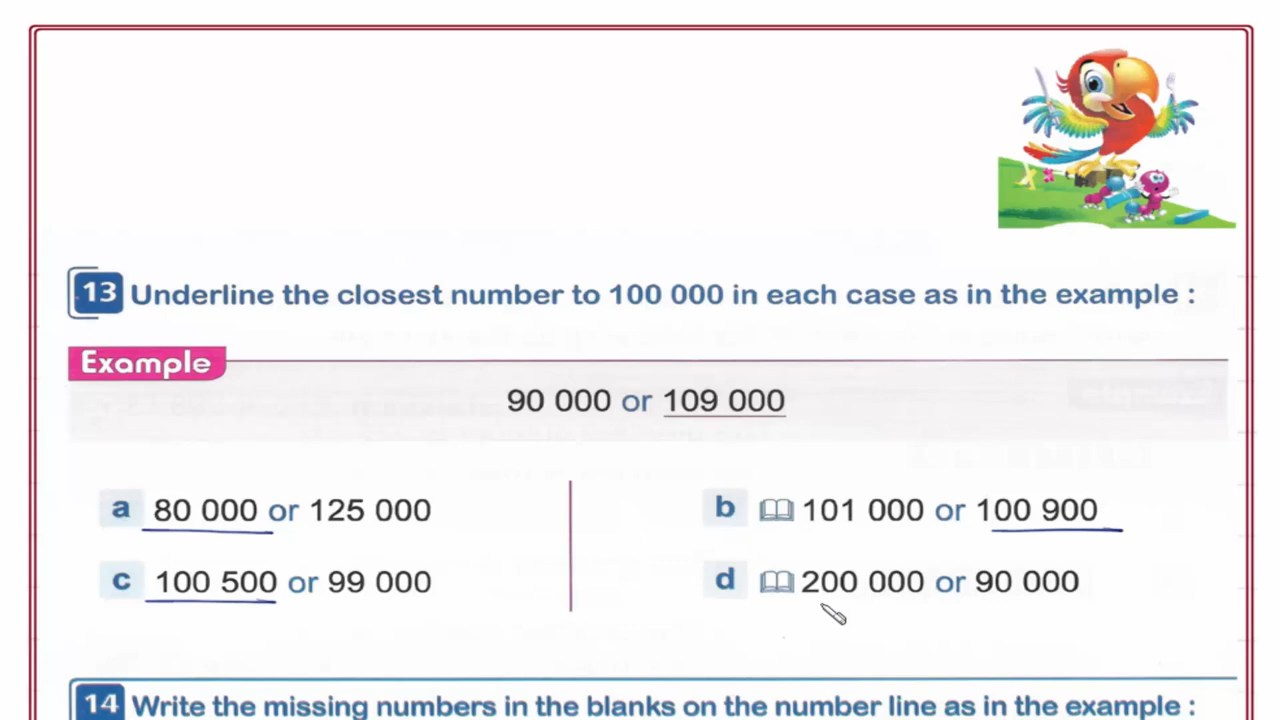 13 Underline the closest number to 100 000 in each case as in the example :
Example
90 000 or 109 000
a 80 000 or 125 000
b 101 000 or 100 900
c 100 500 or 99 000
d 200 000 or 90 000
14 Write the missing numbers in the blanks on the number line as in the example :